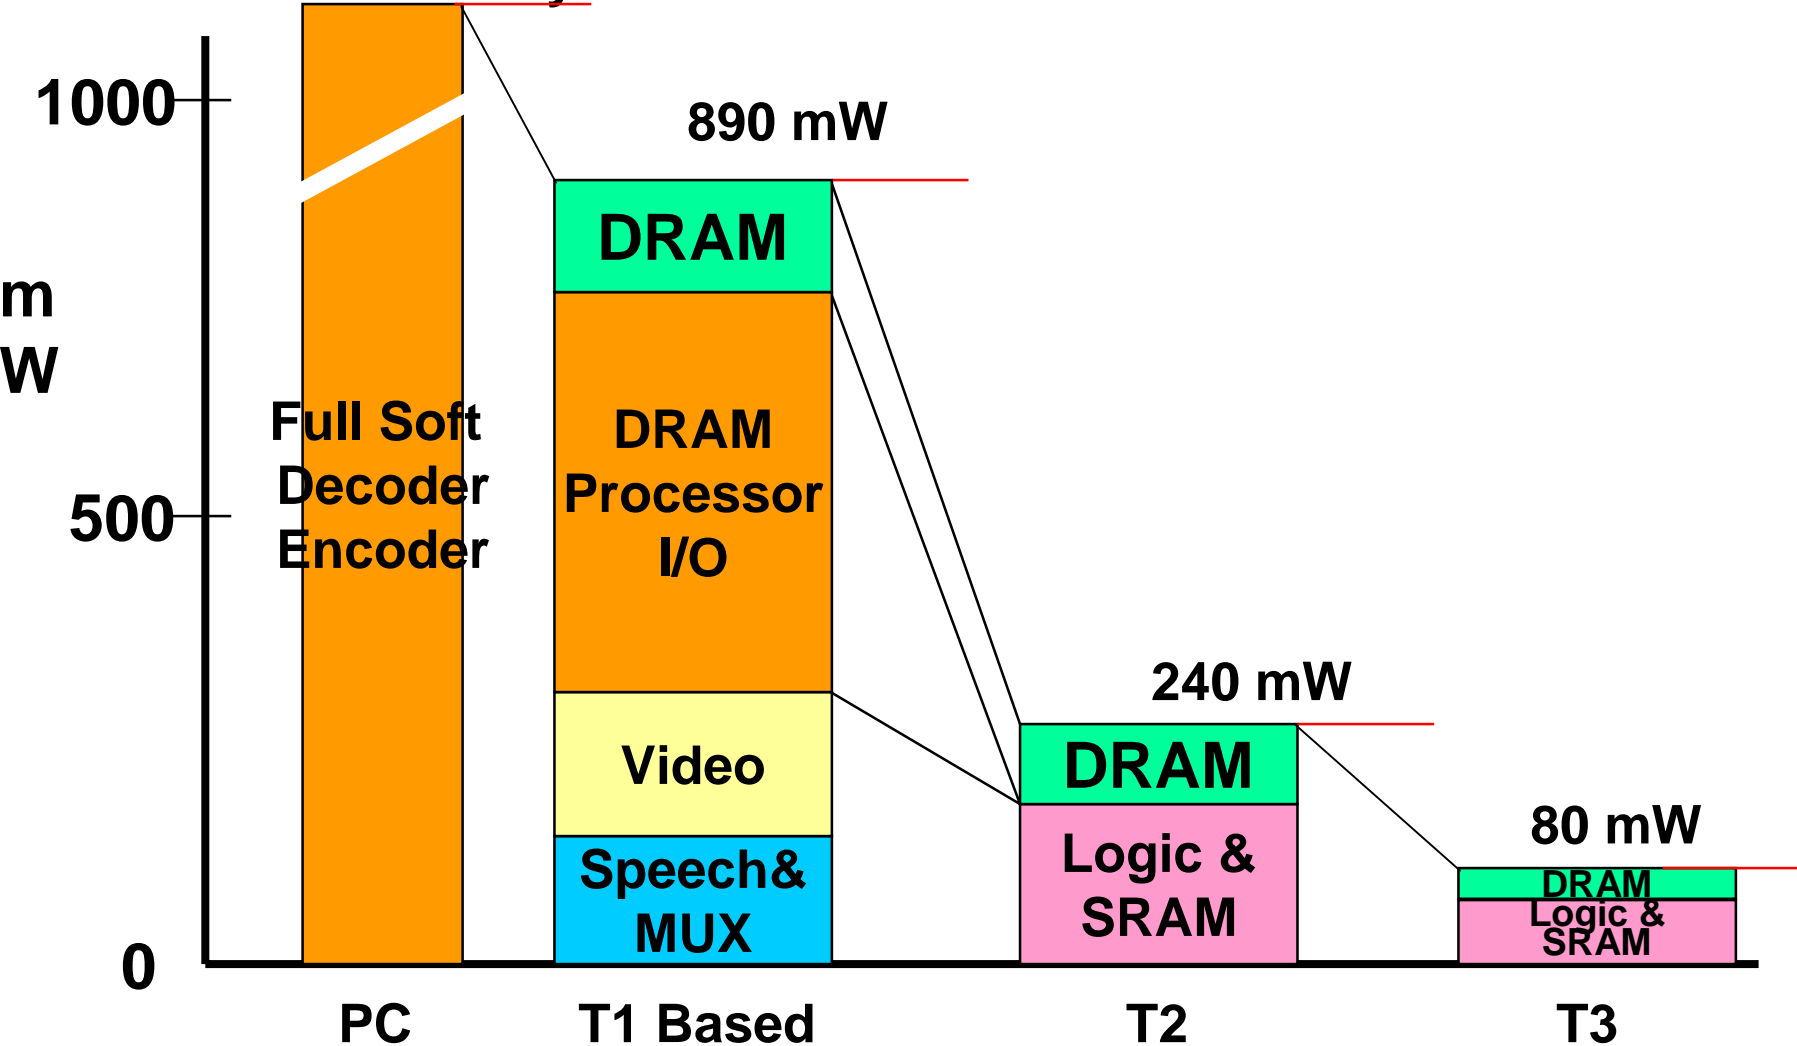 1000
890 mW
DRAM
m
W
Full Soft
Decoder
Encoder
DRAM
Processor
I/O
500
240 mW
Video
DRAM
80 mW
Speech&
MUX
Logic &
SRAM
DRAM
Logic &
SRAM
0
PC
T1 Based
T2
T3